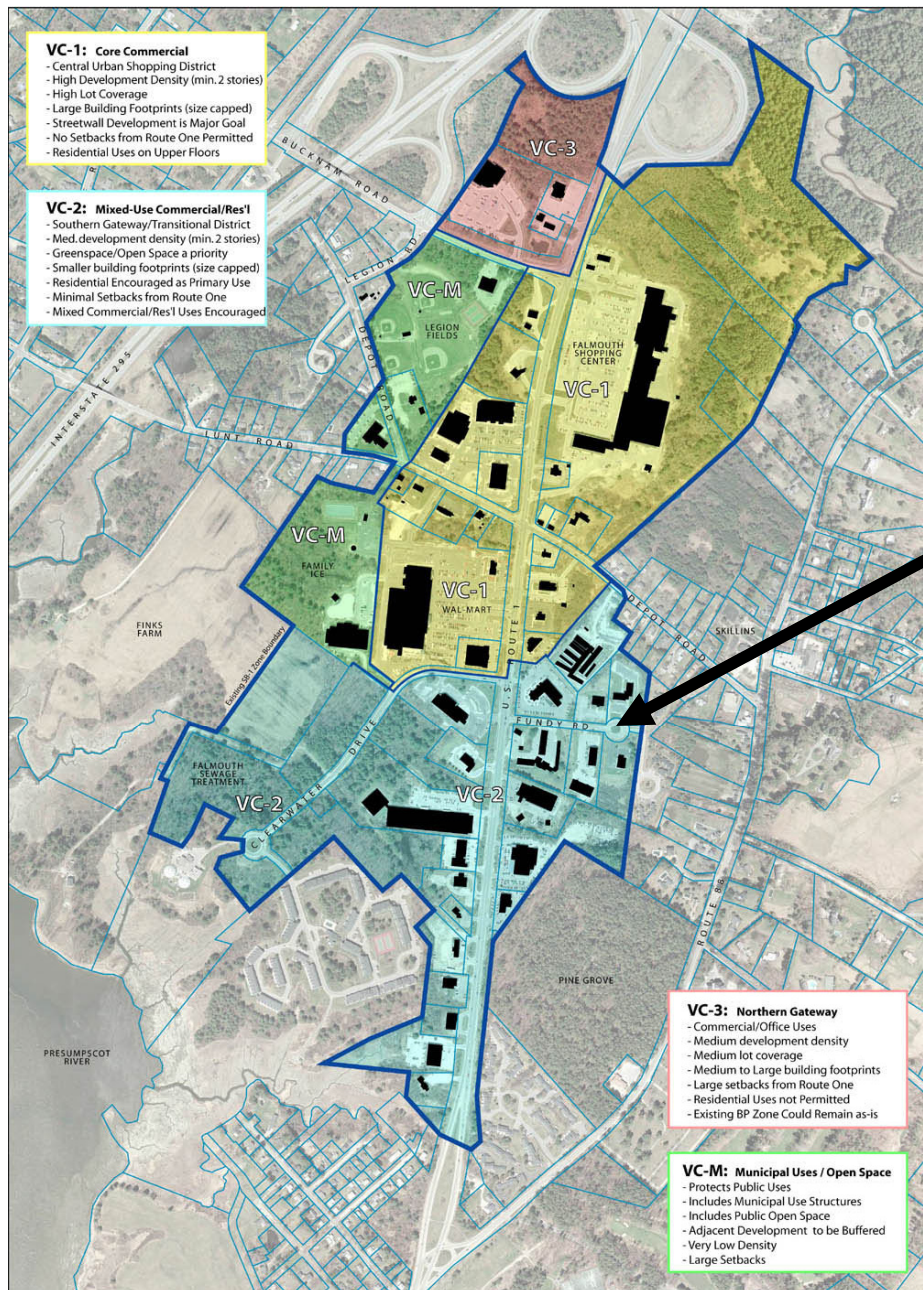 VC-1: Core Commercial
- Central Urban Shopping District
- High Development Density (min. 2 stories)
- High Lot Coverage
- Large Building Footprints (size capped)
- Streetwall Development is Major Goal
- No Setbacks from Route One Permitted
- Residential Uses on Upper Floors
VC-2: Mixed-Use Commercial/Res'l
- Southern Gateway/Transitional District
- Med. development density (min. 2 stories)
- Greenspace/Open Space a priority
- Smaller building footprints (size capped)
- Residential Encouraged as Primary Use
- Minimal Setbacks from Route One
- Mixed Commercial/Res'l Uses Encouraged
BUCKNAM ROAD
VC-3
LEGION RD
VC-M
LEGION
FIELDS
DEPOT ROAD
FALMOUTH
SHOPPING
CENTER
VC-1
INTERSTATE 295
LUNT ROAD
VC-M
FAMILY
ICE
VC-1
WAL-MART
U.S. ROUTE 1
DEPOT ROAD
SKILLINS
FINKS
FARM
Existing SB-1 Zone Boundary
FUNDY RD
CLEARWATER DRIVE
FALMOUTH
SEWAGE
TREATMENT
VC-2
VC-2
ROUTE 88
PINE GROVE
PRESUMPSCOT
RIVER
VC-3: Northern Gateway
- Commercial/Office Uses
- Medium development density
- Medium lot coverage
- Medium to Large building footprints
- Large setbacks from Route One
- Residential Uses not Permitted
- Existing BP Zone Could Remain as-is
VC-M: Municipal Uses / Open Space
- Protects Public Uses
- Includes Municipal Use Structures
- Includes Public Open Space
- Adjacent Development to be Buffered
- Very Low Density
- Large Setbacks